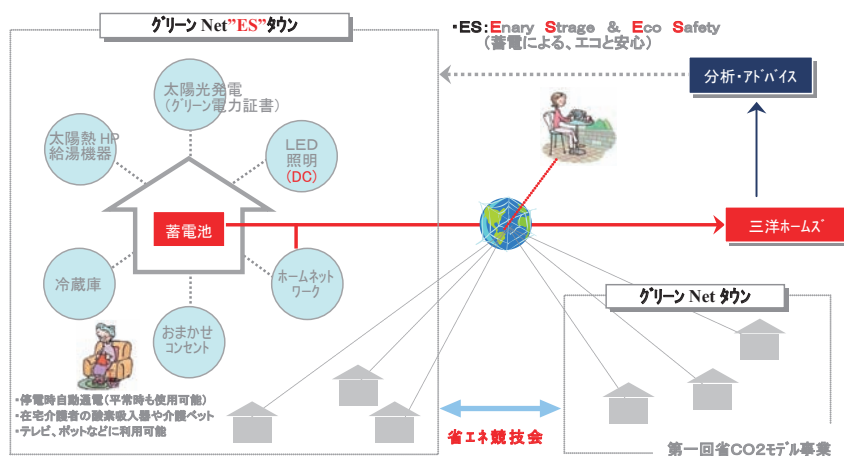 グリーン Net”ES”タウン
・ES:Enary Strage & Eco Safety
(蓄電による、エコと安心)
分析・アドバイス
太陽光発電
(グリーン電力証書)
太陽熱 HP
給湯機器
LED
照明
(DC)
蓄電池
三洋ホームズ
冷蔵庫
ホームネット
ワーク
おまかせ
コンセント
グリーン Net タウン
・停電時自動通電(平常時も使用可能)
・在宅介護者の酸素吸入器や介護ベット
・テレビ、ポットなどに利用可能
省エネ競技会
第一回省CO2モデル事業